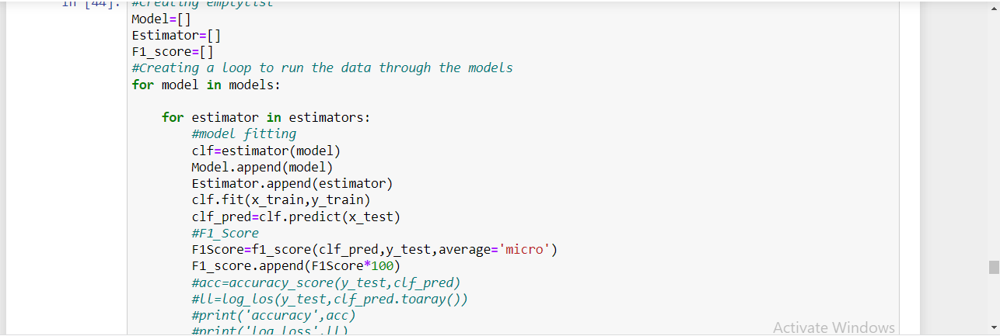 In [44]: #Creating emptylist
Model=[]
Estimator=[]
F1_score=[]
#Creating a loop to run the data through the models
for model in models:
for estimator in estimators:
#model fitting
clf=estimator(model)
Model.append(model)
Estimator.append(estimator)
clf.fit(x_train,y_train)
clf_pred=clf.predict(x_test)
#F1_Score
F1Score=f1_score(clf_pred,y_test,average='micro')
F1_score.append(F1Score*100)
#acc=accuracy_score(y_test,clf_pred)
#ll=log_los(y_test,clf_pred.toaray())
#print('accuracy',acc)
#print('log loss',ll)
Activate Windows